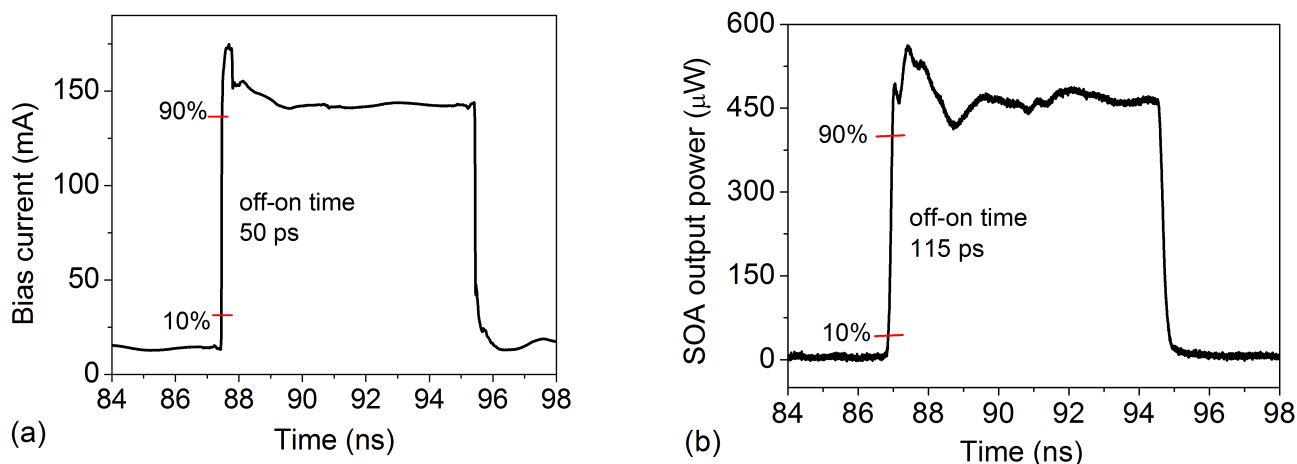 Bias current (mA)
150
100
50
0
90%
10%
off-on time
50 ps
84 86 88 90 92 94 96 98
Time (ns)
(a)
SOA output power (μW)
600
450
300
150
0
90%
10%
off-on time
115 ps
84 86 88 90 92 94 96 98
Time (ns)
(b)